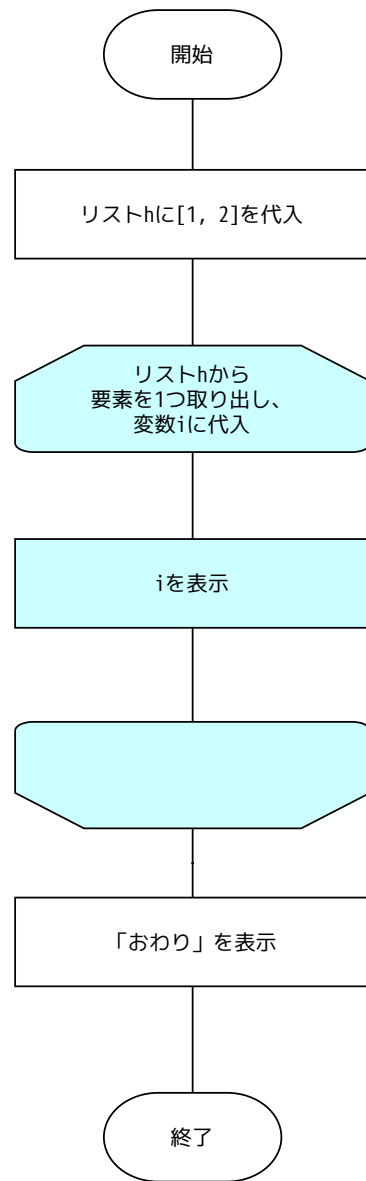 開始
リストhに[1, 2]を代入
リストhから
要素を1つ取り出し、
変数iに代入
iを表示
「おわり」を表示
終了